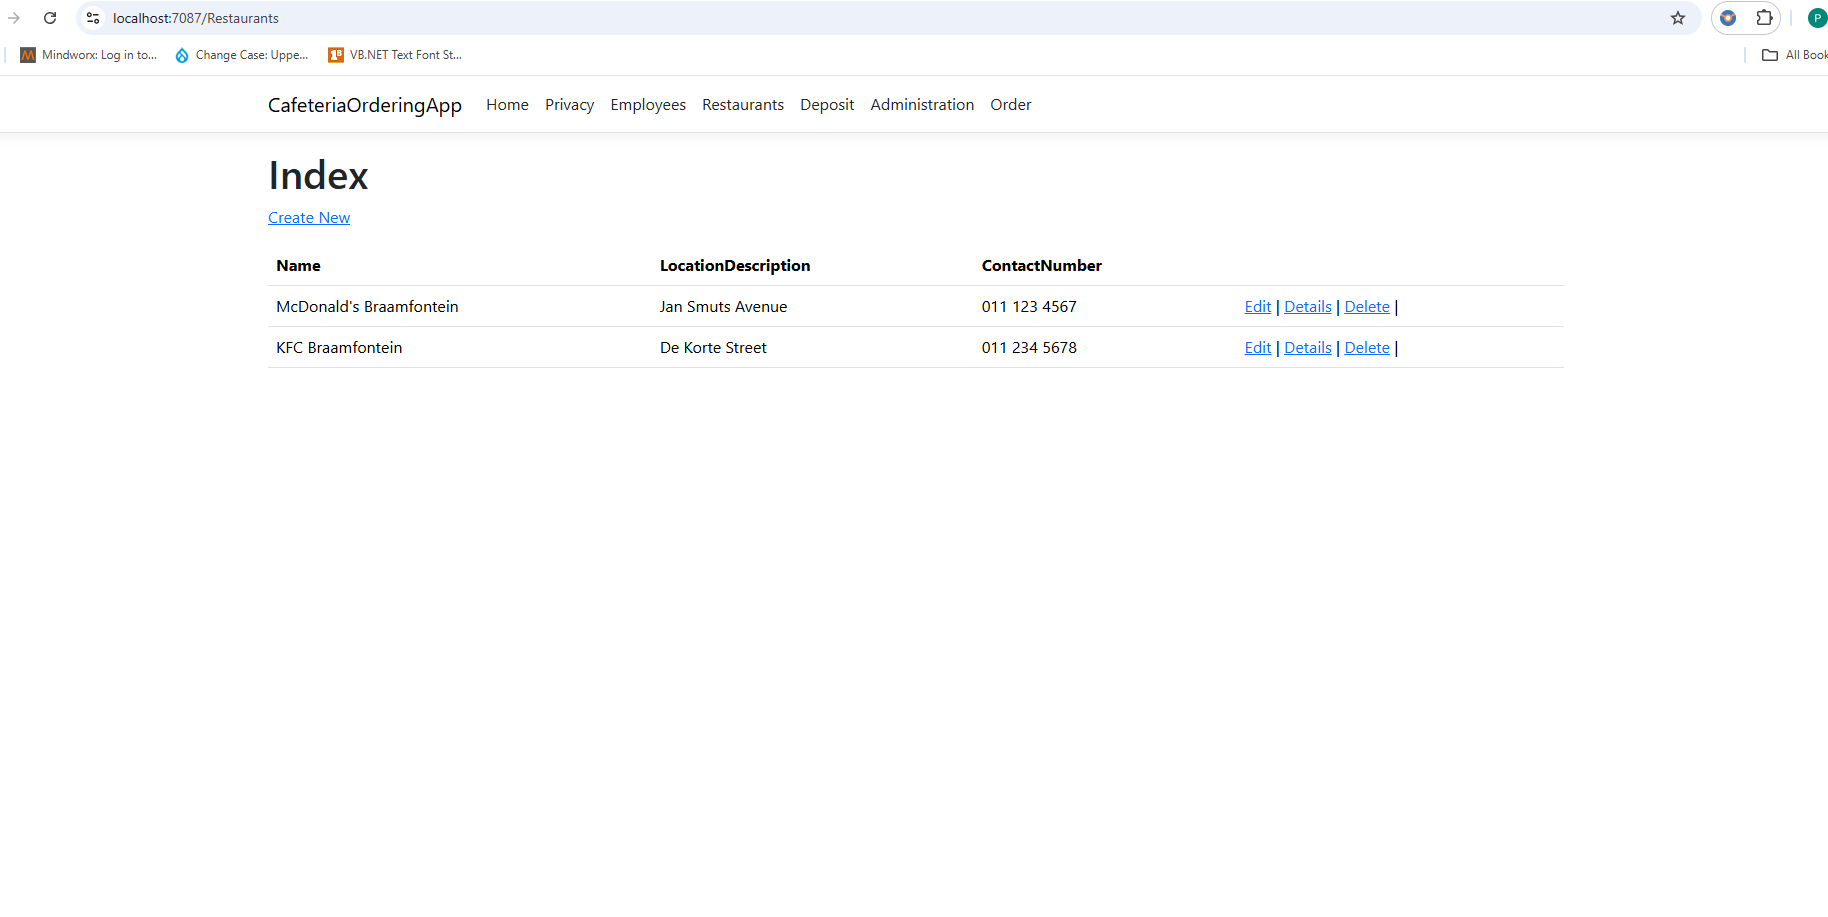 localhost:7087/Restaurants
P
Mindworx: Log in to... Change Case: Uppe... 1B VB.NET Text Font St... All Book
CafeteriaOrderingApp Home Privacy Employees Restaurants Deposit Administration Order
Index
Create New
Name LocationDescription ContactNumber
McDonald's Braamfontein Jan Smuts Avenue 011 123 4567 Edit | Details | Delete |
KFC Braamfontein De Korte Street 011 234 5678 Edit | Details | Delete |